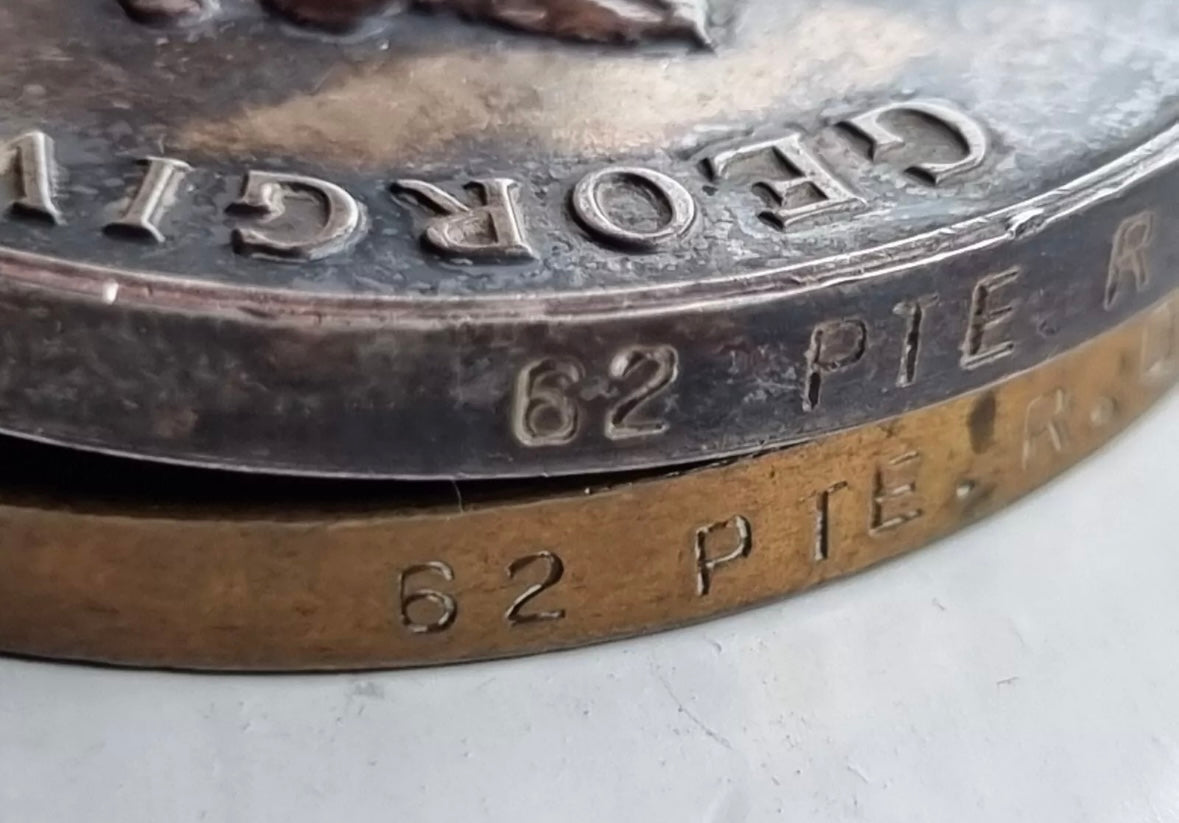 GEORGIV
62 PTE R
62 PTE. R.